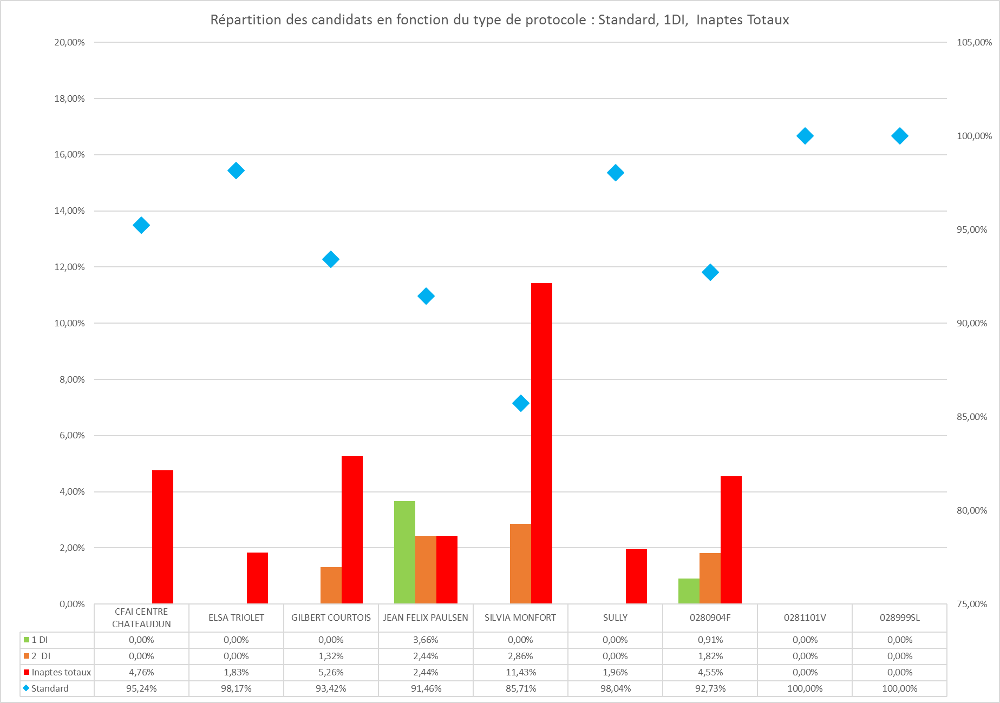 Répartition des candidats en fonction du type de protocole : Standard, 1DI,  Inaptes Totaux
20,00% 105,00%
18,00%
100,00%
16,00%
14,00%
95,00%
12,00%
10,00% 90,00%
8,00%
85,00%
6,00%
4,00%
80,00%
2,00%
0,00% 75,00%
CFAI CENTRE
CHATEAUDUN ELSA TRIOLET GILBERT COURTOIS JEAN FELIX PAULSEN SILVIA MONFORT SULLY 0280904F 0281101V 028999SL
1 DI 0,00% 0,00% 0,00% 3,66% 0,00% 0,00% 0,91% 0,00% 0,00%
2  DI 0,00% 0,00% 1,32% 2,44% 2,86% 0,00% 1,82% 0,00% 0,00%
Inaptes totaux 4,76% 1,83% 5,26% 2,44% 11,43% 1,96% 4,55% 0,00% 0,00%
Standard 95,24% 98,17% 93,42% 91,46% 85,71% 98,04% 92,73% 100,00% 100,00%